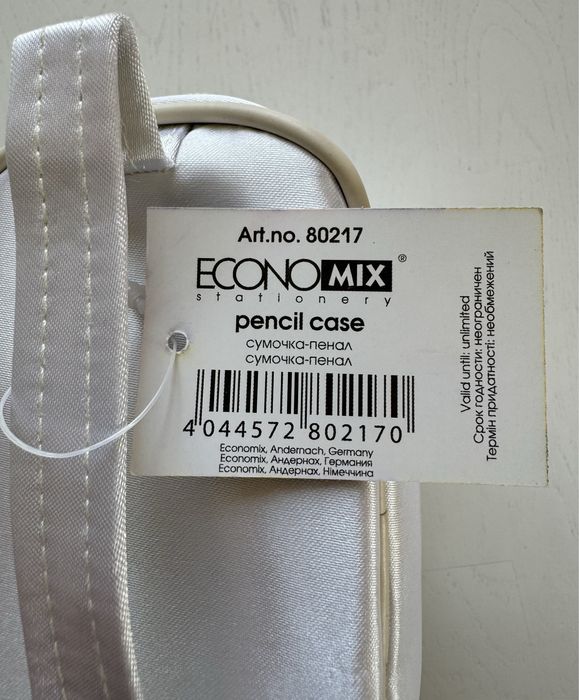 Art.no. 80217
ECONOMIX®
stationery
pencil case
сумочка-пенал
сумочка-пенал
4 044572 802170
Economix, Andernach, Germany
Economix, Андернах, Германия
Economix, Андернах, Німеччина
Valid until: unlimited
Срок годности: неограничен
Термін придатності: необмежений